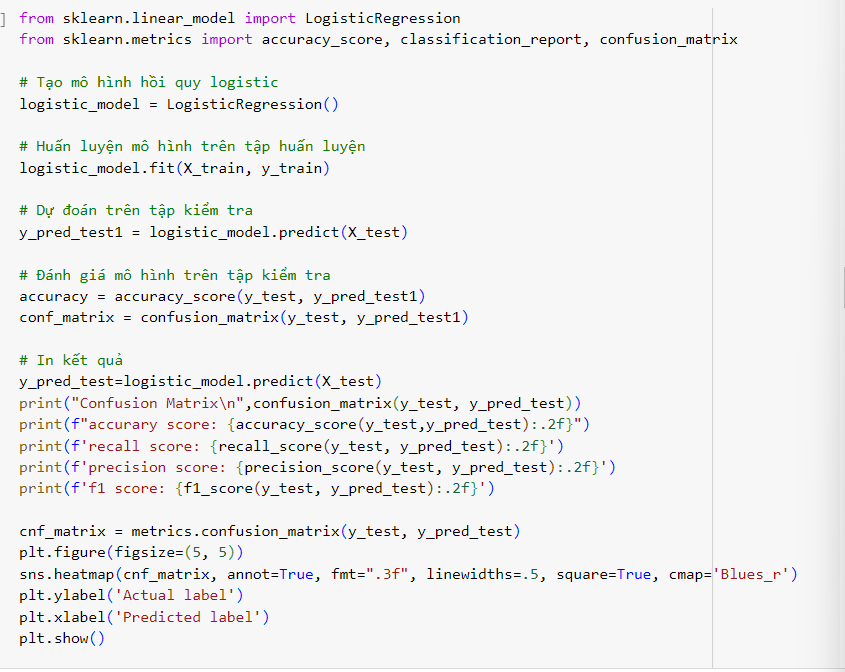 from sklearn.linear_model import LogisticRegression
from sklearn.metrics import accuracy_score, classification_report, confusion_matrix
# Tạo mô hình hồi quy logistic
logistic_model = LogisticRegression()
# Huấn luyện mô hình trên tập huấn luyện
logistic_model.fit(X_train, y_train)
# Dự đoán trên tập kiểm tra
y_pred_test1 = logistic_model.predict(X_test)
# Đánh giá mô hình trên tập kiểm tra
accuracy = accuracy_score(y_test, y_pred_test1)
conf_matrix = confusion_matrix(y_test, y_pred_test1)
# In kết quả
y_pred_test=logistic_model.predict(X_test)
print("Confusion Matrix\n",confusion_matrix(y_test, y_pred_test))
print(f"accurary score: {accuracy_score(y_test,y_pred_test):.2f}")
print(f'recall score: {recall_score(y_test, y_pred_test):.2f}')
print(f'precision score: {precision_score(y_test, y_pred_test):.2f}')
print(f'f1 score: {f1_score(y_test, y_pred_test):.2f}')
cnf_matrix = metrics.confusion_matrix(y_test, y_pred_test)
plt.figure(figsize=(5, 5))
sns.heatmap(cnf_matrix, annot=True, fmt=".3f", linewidths=.5, square=True, cmap='Blues_r')
plt.ylabel('Actual label')
plt.xlabel('Predicted label')
plt.show()